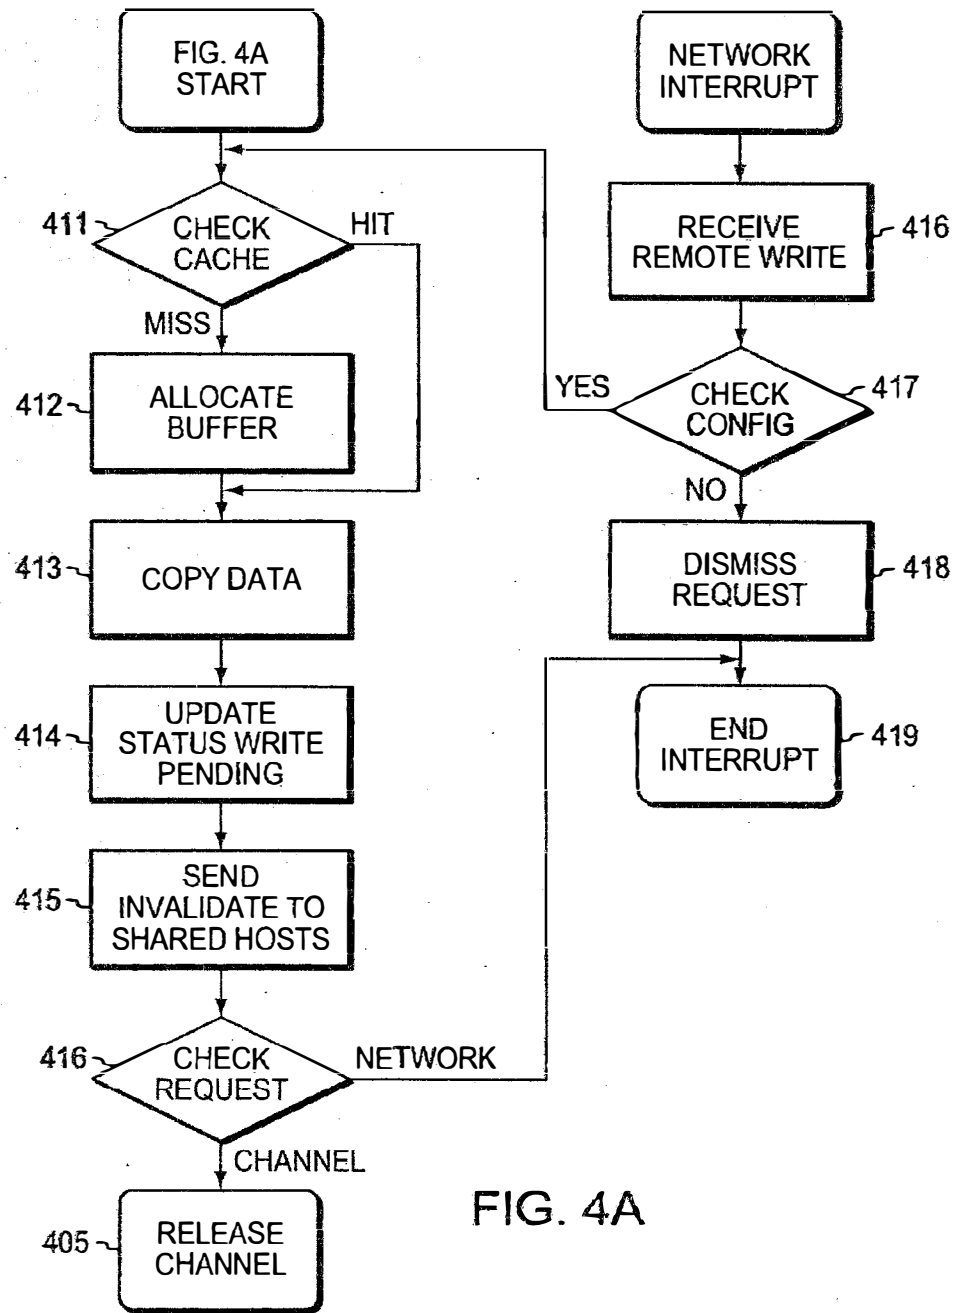 FIG. 4A
START
411
CHECK
CACHE
HIT
MISS
412
ALLOCATE
BUFFER
413
COPY DATA
414
UPDATE
STATUS WRITE
PENDING
415
SEND
INVALIDATE TO
SHARED HOSTS
416
CHECK
REQUEST
NETWORK
CHANNEL
405
RELEASE
CHANNEL
NETWORK
INTERRUPT
RECEIVE
REMOTE WRITE
416
YES
CHECK
CONFIG
417
NO
DISMISS
REQUEST
418
END
INTERRUPT
419
FIG. 4A